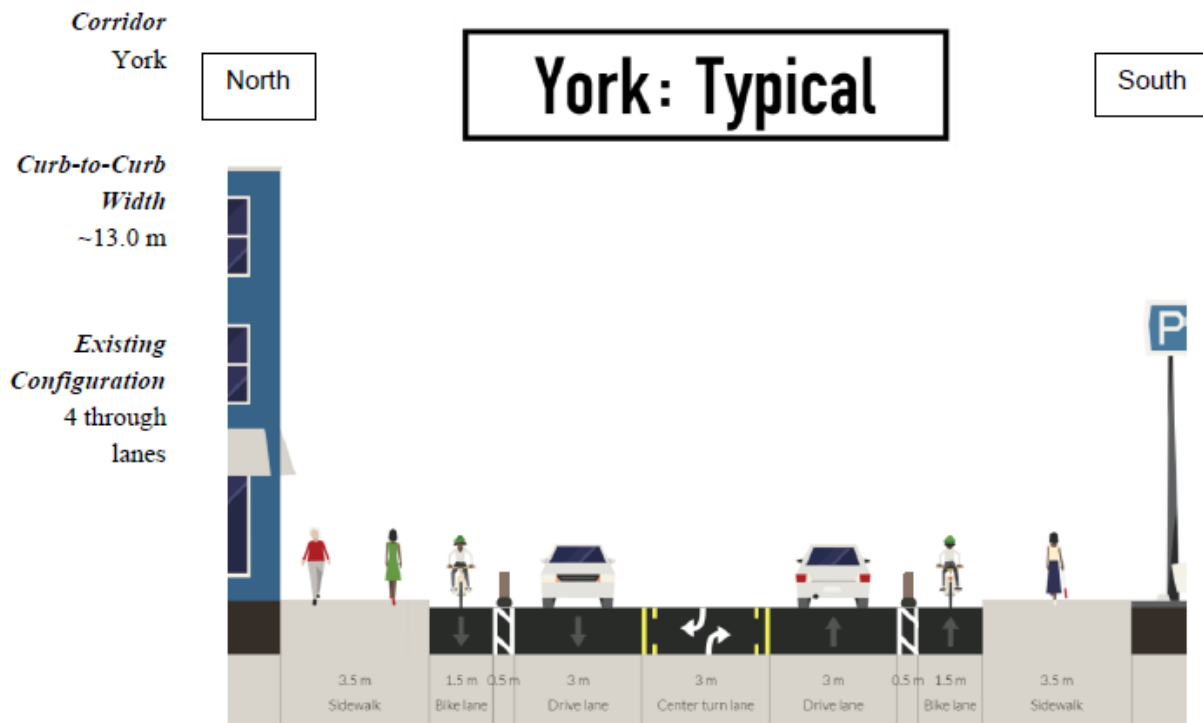 Corridor
York
North
York: Typical
South
Curb-to-Curb
Width
~13.0 m
Existing
Configuration
4 through
lanes
P
3.5 m 1.5 m 0.5 m 3 m 3 m 3 m 0.5 m 1.5 m 3.5 m
Sidewalk Bike lane Drive lane Center turn lane Drive lane Bike lane Sidewalk